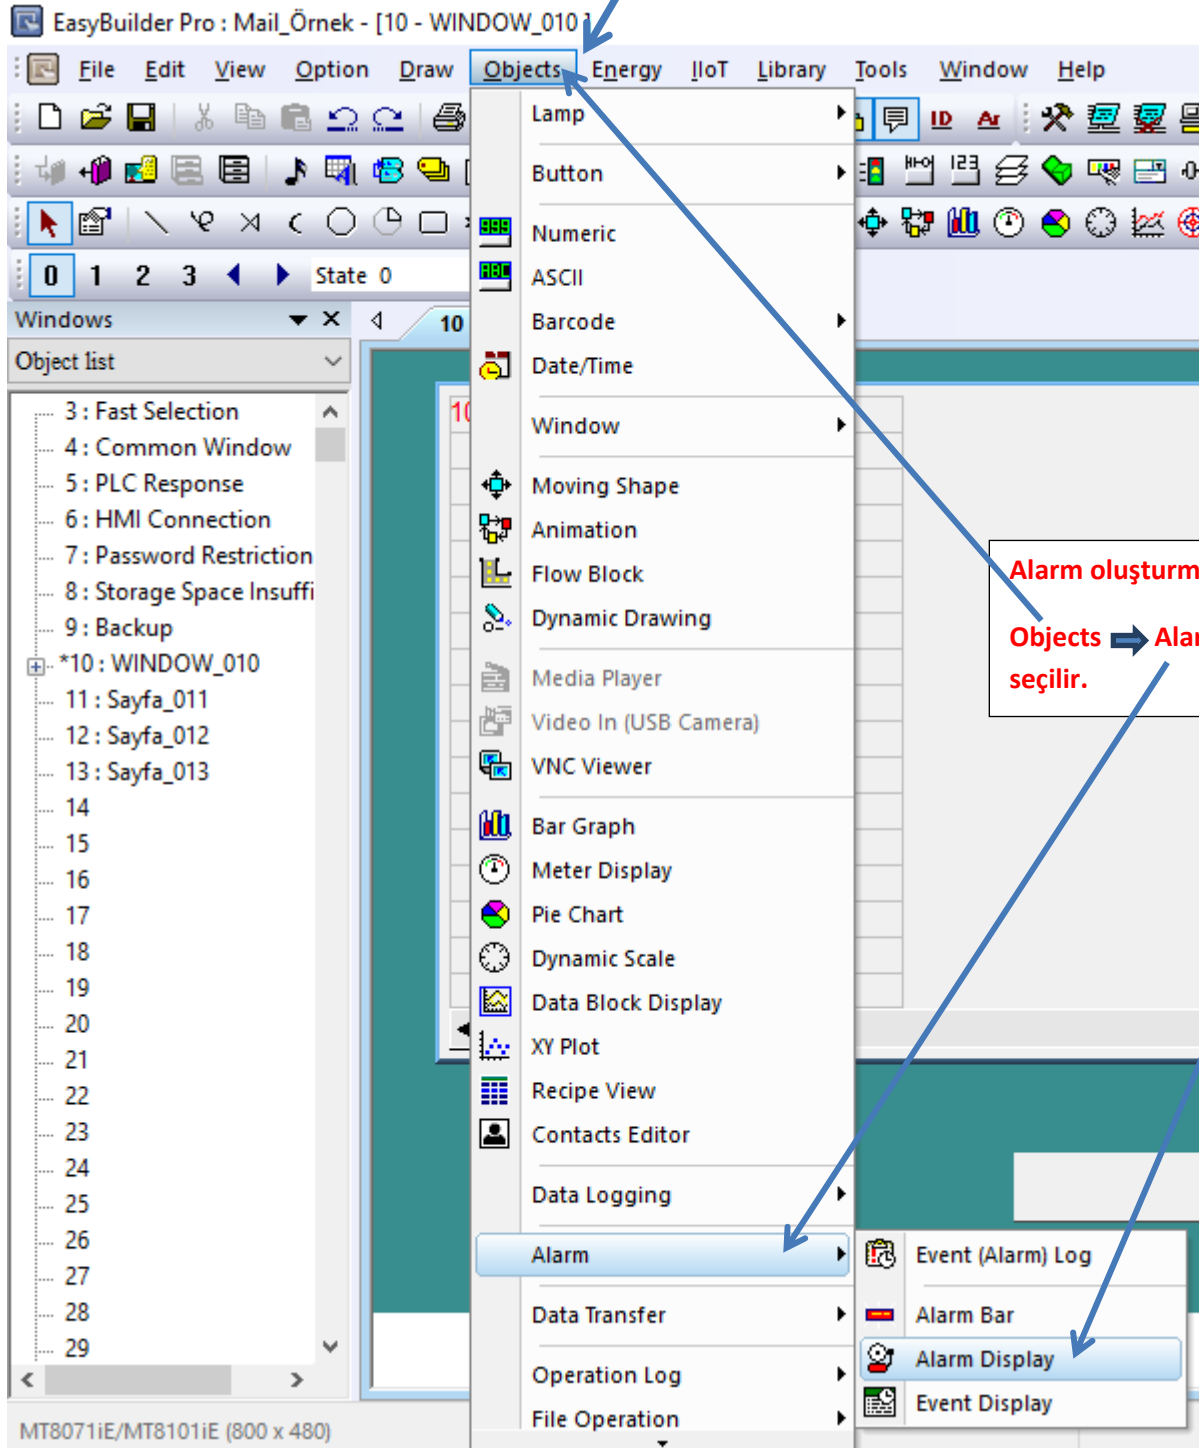 EasyBuilder Pro : Mail_Örnek - [10 - WINDOW_010 ]
File Edit View Option Draw Objects Energy IIoT Library Tools Window Help
ID
123
0 1 2 3 State 0
Windows
10
Object list
3 : Fast Selection
4 : Common Window
5 : PLC Response
6 : HMI Connection
7 : Password Restriction
8 : Storage Space Insuffi
9 : Backup
*10 : WINDOW_010
11 : Sayfa_011
12 : Sayfa_012
13 : Sayfa_013
14
15
16
17
18
19
20
21
22
23
24
25
26
27
28
29
MT8071iE/MT8101iE (800 x 480)
Lamp
Button
Numeric
ASCII
Barcode
Date/Time
Window
Moving Shape
Animation
Flow Block
Dynamic Drawing
Media Player
Video In (USB Camera)
VNC Viewer
Bar Graph
Meter Display
Pie Chart
Dynamic Scale
Data Block Display
XY Plot
Recipe View
Contacts Editor
Data Logging
Alarm
Data Transfer
Operation Log
File Operation
Event (Alarm) Log
Alarm Bar
Alarm Display
Event Display
10
Alarm oluşturm
Objects Alar
seçilir.